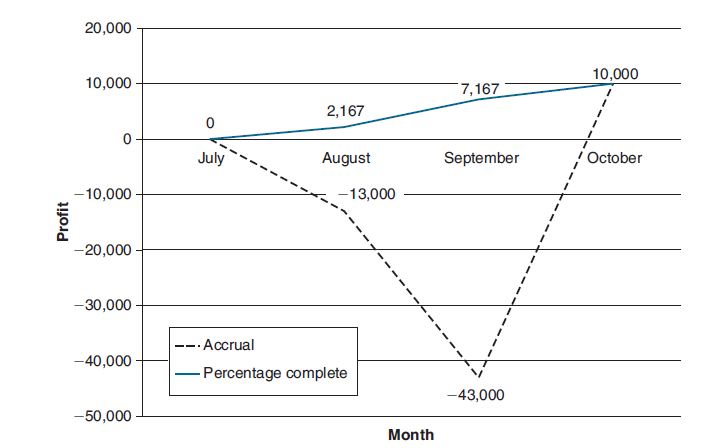 20,000
10,000
0
−10,000
−20,000
−30,000
−40,000
−50,000
Profit
0
2,167
7,167
10,000
July
August
September
October
−13,000
−43,000
Accrual
Percentage complete
Month